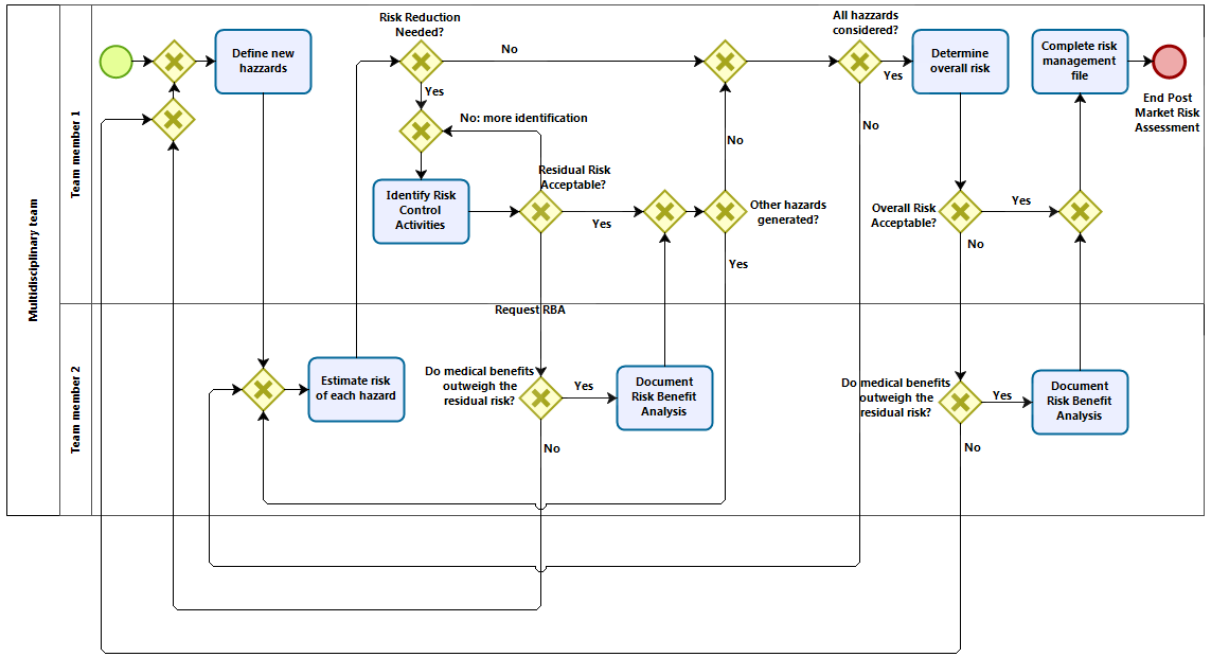 Multidisciplinary team
Team member 1
Team member 2
Define new
hazzards
Risk Reduction
Needed?
No
Yes
No: more identification
Identify Risk
Control
Activities
Residual Risk
Acceptable?
Yes
Other hazards
generated?
No
Yes
All hazzards
considered?
Yes
No
Determine
overall risk
Complete risk
management
file
End Post
Market Risk
Assessment
Overall Risk
Acceptable?
Yes
No
Request RBA
Estimate risk
of each hazard
Do medical benefits
outweigh the
residual risk?
Yes
No
Document
Risk Benefit
Analysis
Do medical benefits
outweigh the
residual risk?
Yes
No
Document
Risk Benefit
Analysis